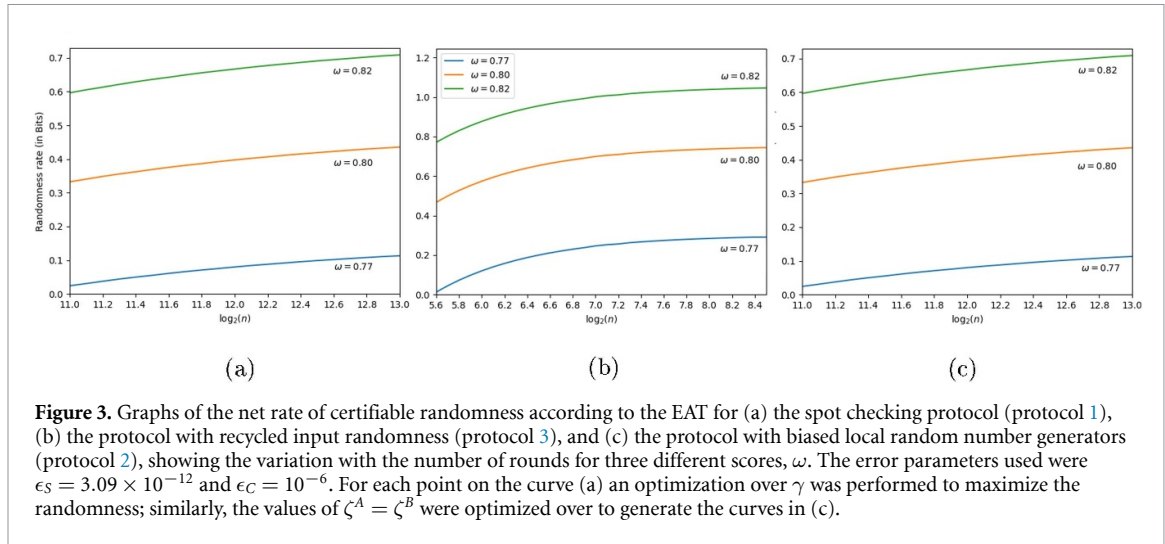 0.7
0.6
0.5
0.4
0.3
0.2
0.1
0.0
Randomness rate (in Bits)
ω = 0.82
ω = 0.80
ω = 0.77
11.0 11.2 11.4 11.6 11.8 12.0 12.2 12.4 12.6 12.8 13.0
log₂(n)
(a)
1.2
1.0
0.8
0.6
0.4
0.2
0.0
ω = 0.77
ω = 0.80
ω = 0.82
ω = 0.82
ω = 0.80
ω = 0.77
5.6 5.8 6.0 6.2 6.4 6.6 6.8 7.0 7.2 7.4 7.6 7.8 8.0 8.2 8.4
log₂(n)
(b)
0.7
0.6
0.5
0.4
0.3
0.2
0.1
0.0
ω = 0.82
ω = 0.80
ω = 0.77
11.0 11.2 11.4 11.6 11.8 12.0 12.2 12.4 12.6 12.8 13.0
log₂(n)
(c)
Figure 3. Graphs of the net rate of certifiable randomness according to the EAT for (a) the spot checking protocol (protocol 1),
(b) the protocol with recycled input randomness (protocol 3), and (c) the protocol with biased local random number generators
(protocol 2), showing the variation with the number of rounds for three different scores, ω. The error parameters used were
ϵ_S = 3.09 × 10⁻¹² and ϵ_C = 10⁻⁶. For each point on the curve (a) an optimization over γ was performed to maximize the
randomness; similarly, the values of ζᴬ = ζᴮ were optimized over to generate the curves in (c).